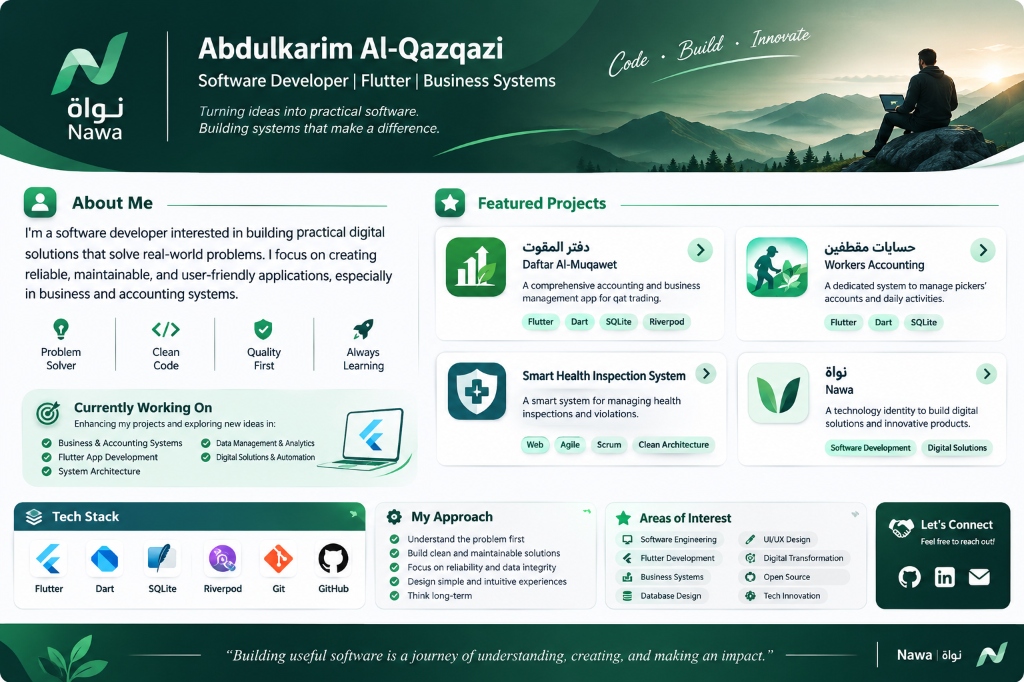 نواة
Nawa
Abdulkarim Al-Qazqazi
Software Developer | Flutter | Business Systems
Turning ideas into practical software.
Building systems that make a difference.
Code · Build · Innovate
About Me
I'm a software developer interested in building practical digital
solutions that solve real-world problems. I focus on creating
reliable, maintainable, and user-friendly applications, especially
in business and accounting systems.
Problem
Solver
Clean
Code
Quality
First
Always
Learning
Currently Working On
Enhancing my projects and exploring new ideas in:
Business & Accounting Systems
Flutter App Development
System Architecture
Data Management & Analytics
Digital Solutions & Automation
Featured Projects
دفتر المقوت
Daftar Al-Muqawet
A comprehensive accounting and business
management app for qat trading.
Flutter
Dart
SQLite
Riverpod
حسابات مقطفين
Workers Accounting
A dedicated system to manage pickers'
accounts and daily activities.
Flutter
Dart
SQLite
Smart Health Inspection System
A smart system for managing health
inspections and violations.
Web
Agile
Scrum
Clean Architecture
نواة
Nawa
A technology identity to build digital
solutions and innovative products.
Software Development
Digital Solutions
Tech Stack
Flutter
Dart
SQLite
Riverpod
Git
GitHub
My Approach
Understand the problem first
Build clean and maintainable solutions
Focus on reliability and data integrity
Design simple and intuitive experiences
Think long-term
Areas of Interest
Software Engineering
Flutter Development
Business Systems
Database Design
UI/UX Design
Digital Transformation
Open Source
Tech Innovation
Let's Connect
Feel free to reach out!
in
“Building useful software is a journey of understanding, creating, and making an impact.”
Nawa | نواة